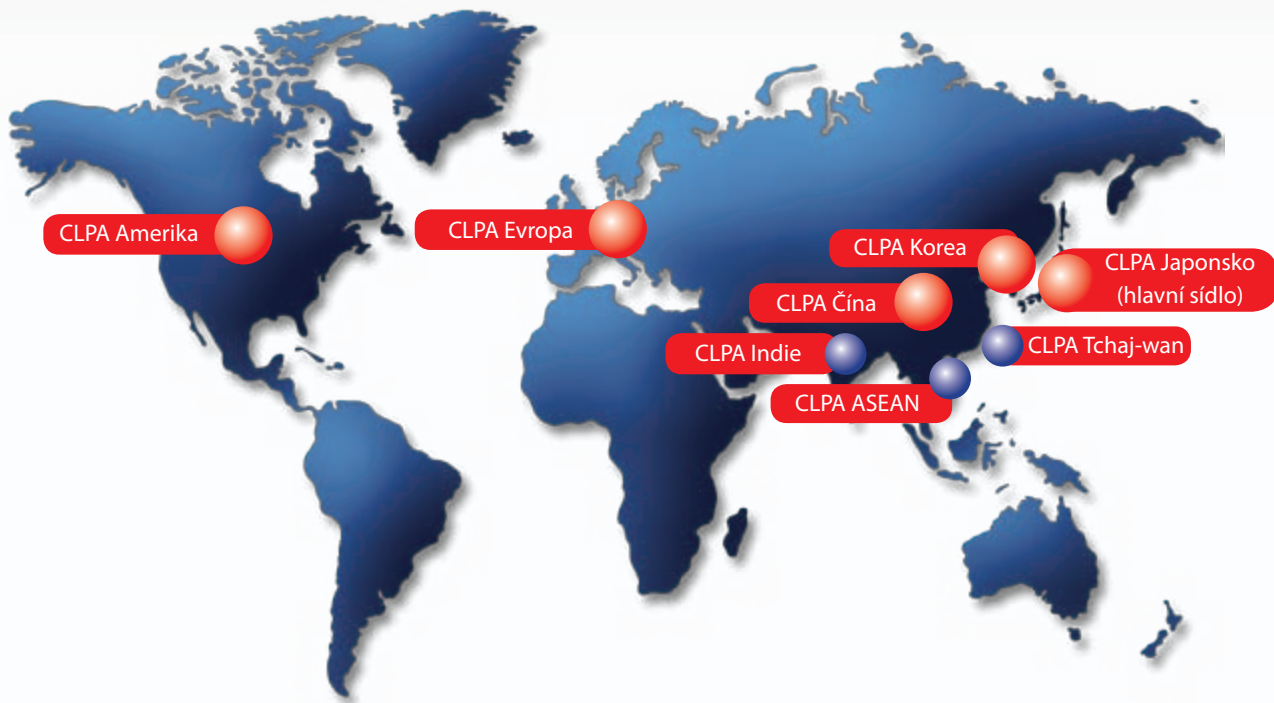 CLPA Amerika
CLPA Evropa
CLPA Korea
CLPA Japonsko
(hlavní sídlo)
CLPA Čína
CLPA Indie
CLPA Tchaj-wan
CLPA ASEAN